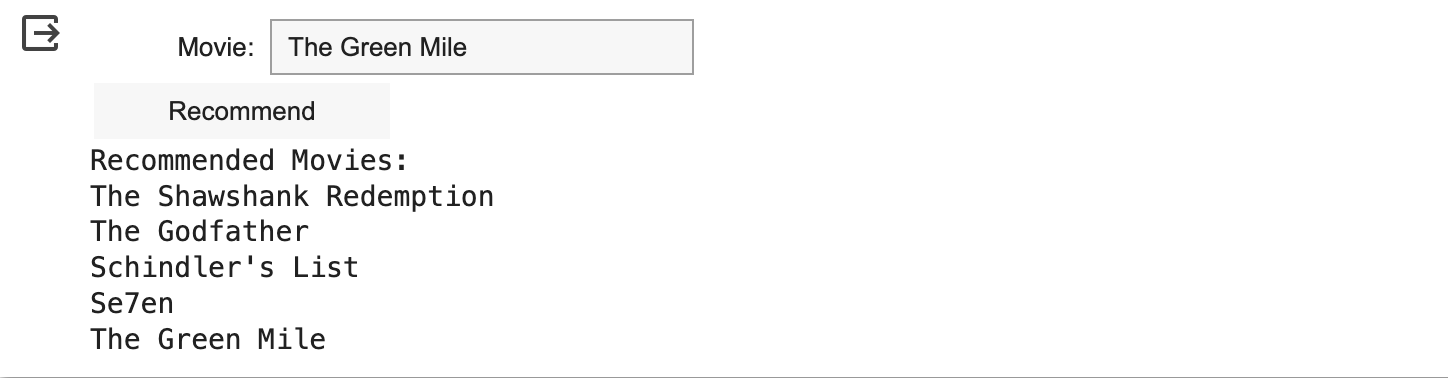 Movie: The Green Mile
Recommend
Recommended Movies:
The Shawshank Redemption
The Godfather
Schindler's List
Se7en
The Green Mile